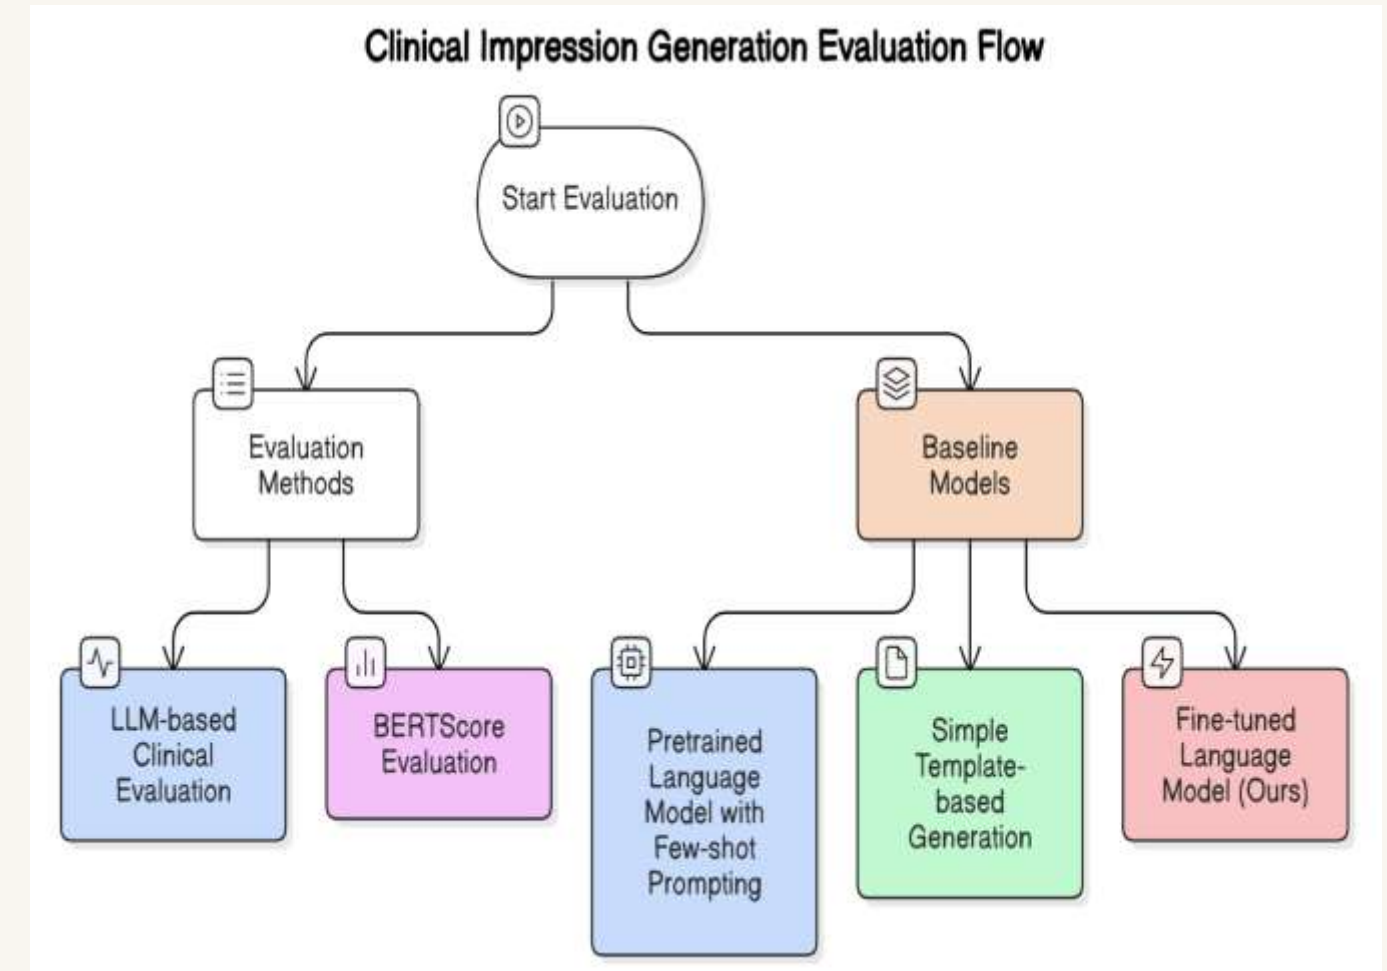 Clinical Impression Generation Evaluation Flow
Start Evaluation
Evaluation
Methods
Baseline
Models
LLM-based
Clinical
Evaluation
BERTScore
Evaluation
Pretrained
Language
Model with
Few-shot
Prompting
Simple
Template-
based
Generation
Fine-tuned
Language
Model (Ours)